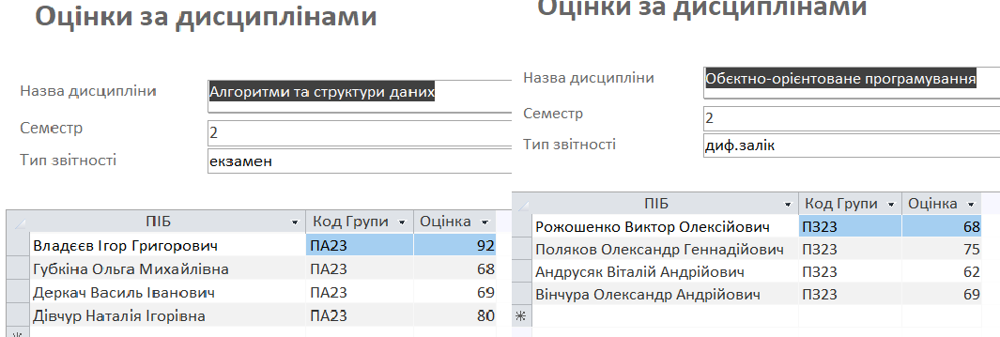 Оцінки за дисциплінами
Назва дисципліни Алгоритми та структури даних
Семестр 2
Тип звітності екзамен
ПІБ Код Групи Оцінка
Владєєв Ігор Григорович ПА23 92
Губкіна Ольга Михайлівна ПА23 68
Деркач Василь Іванович ПА23 69
Дівчур Наталія Ігорівна ПА23 80
Оцінки за дисциплінами
Назва дисципліни Обєктно-орієнтоване програмування
Семестр 2
Тип звітності диф.залік
ПІБ Код Групи Оцінка
Рожошенко Виктор Олексійович ПЗ23 68
Поляков Олександр Геннадійович ПЗ23 75
Андрусяк Віталій Андрійович ПЗ23 62
Вінчура Олександр Андрійович ПЗ23 69